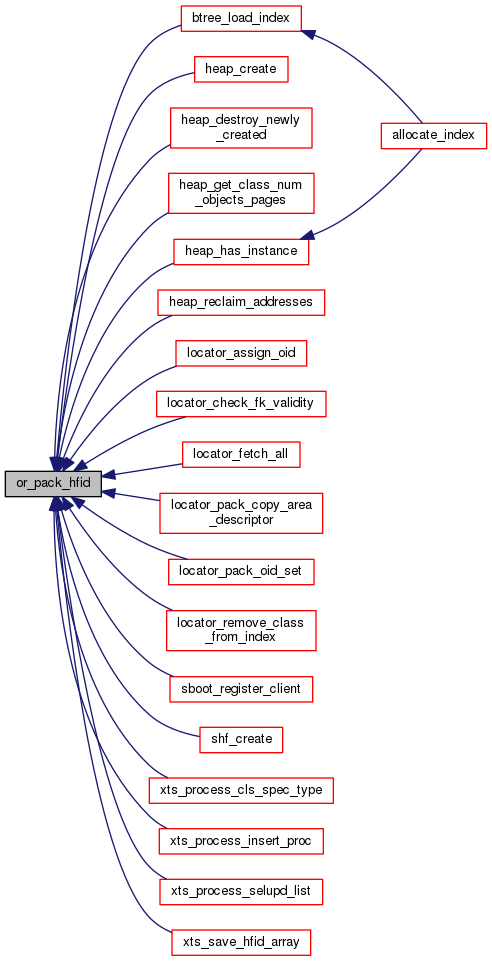 btree_load_index
heap_create
heap_destroy_newly
_created
allocate_index
heap_get_class_num
_objects_pages
heap_has_instance
heap_reclaim_addresses
locator_assign_oid
locator_check_fk_validity
locator_fetch_all
or_pack_hfid
locator_pack_copy_area
_descriptor
locator_pack_oid_set
locator_remove_class
_from_index
sboot_register_client
shf_create
xts_process_cls_spec_type
xts_process_insert_proc
xts_process_selupd_list
xts_save_hfid_array